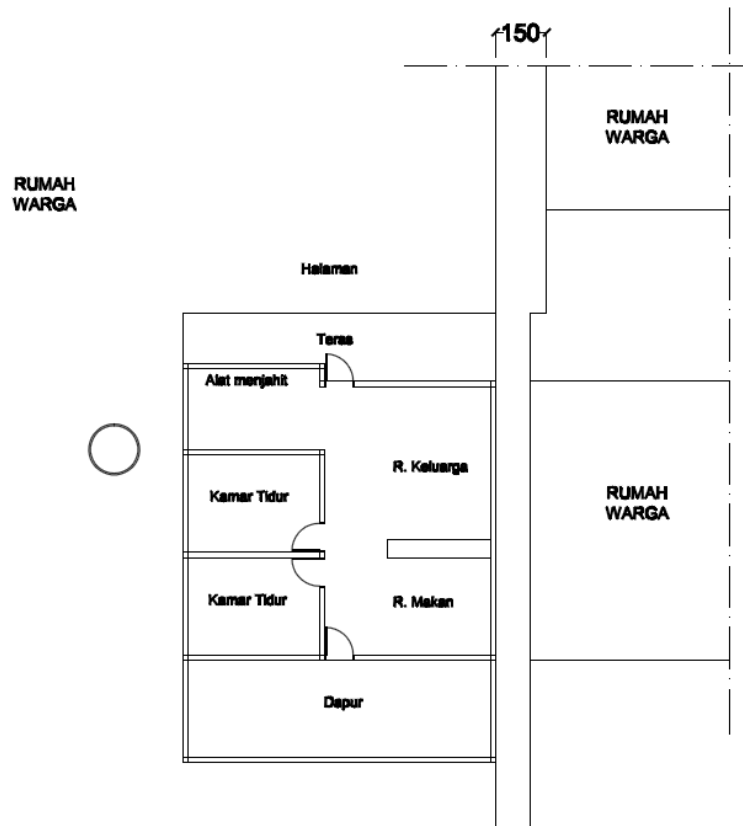 150
RUMAH
WARGA
RUMAH
WARGA
Halaman
Teras
Alat menjahit
R. Keluarga
Kamar Tidur
RUMAH
WARGA
Kamar Tidur
R. Makan
Dapur